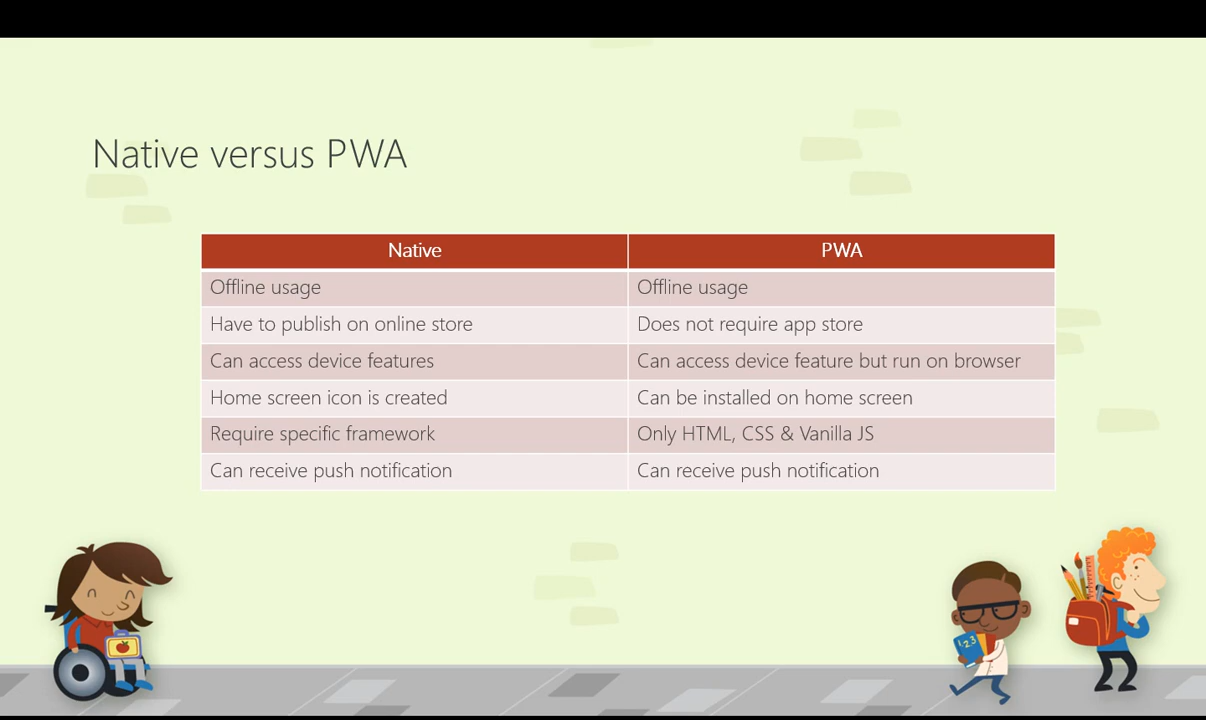 Native versus PWA
Native PWA
Offline usage Offline usage
Have to publish on online store Does not require app store
Can access device features Can access device feature but run on browser
Home screen icon is created Can be installed on home screen
Require specific framework Only HTML, CSS & Vanilla JS
Can receive push notification Can receive push notification
1 2 3